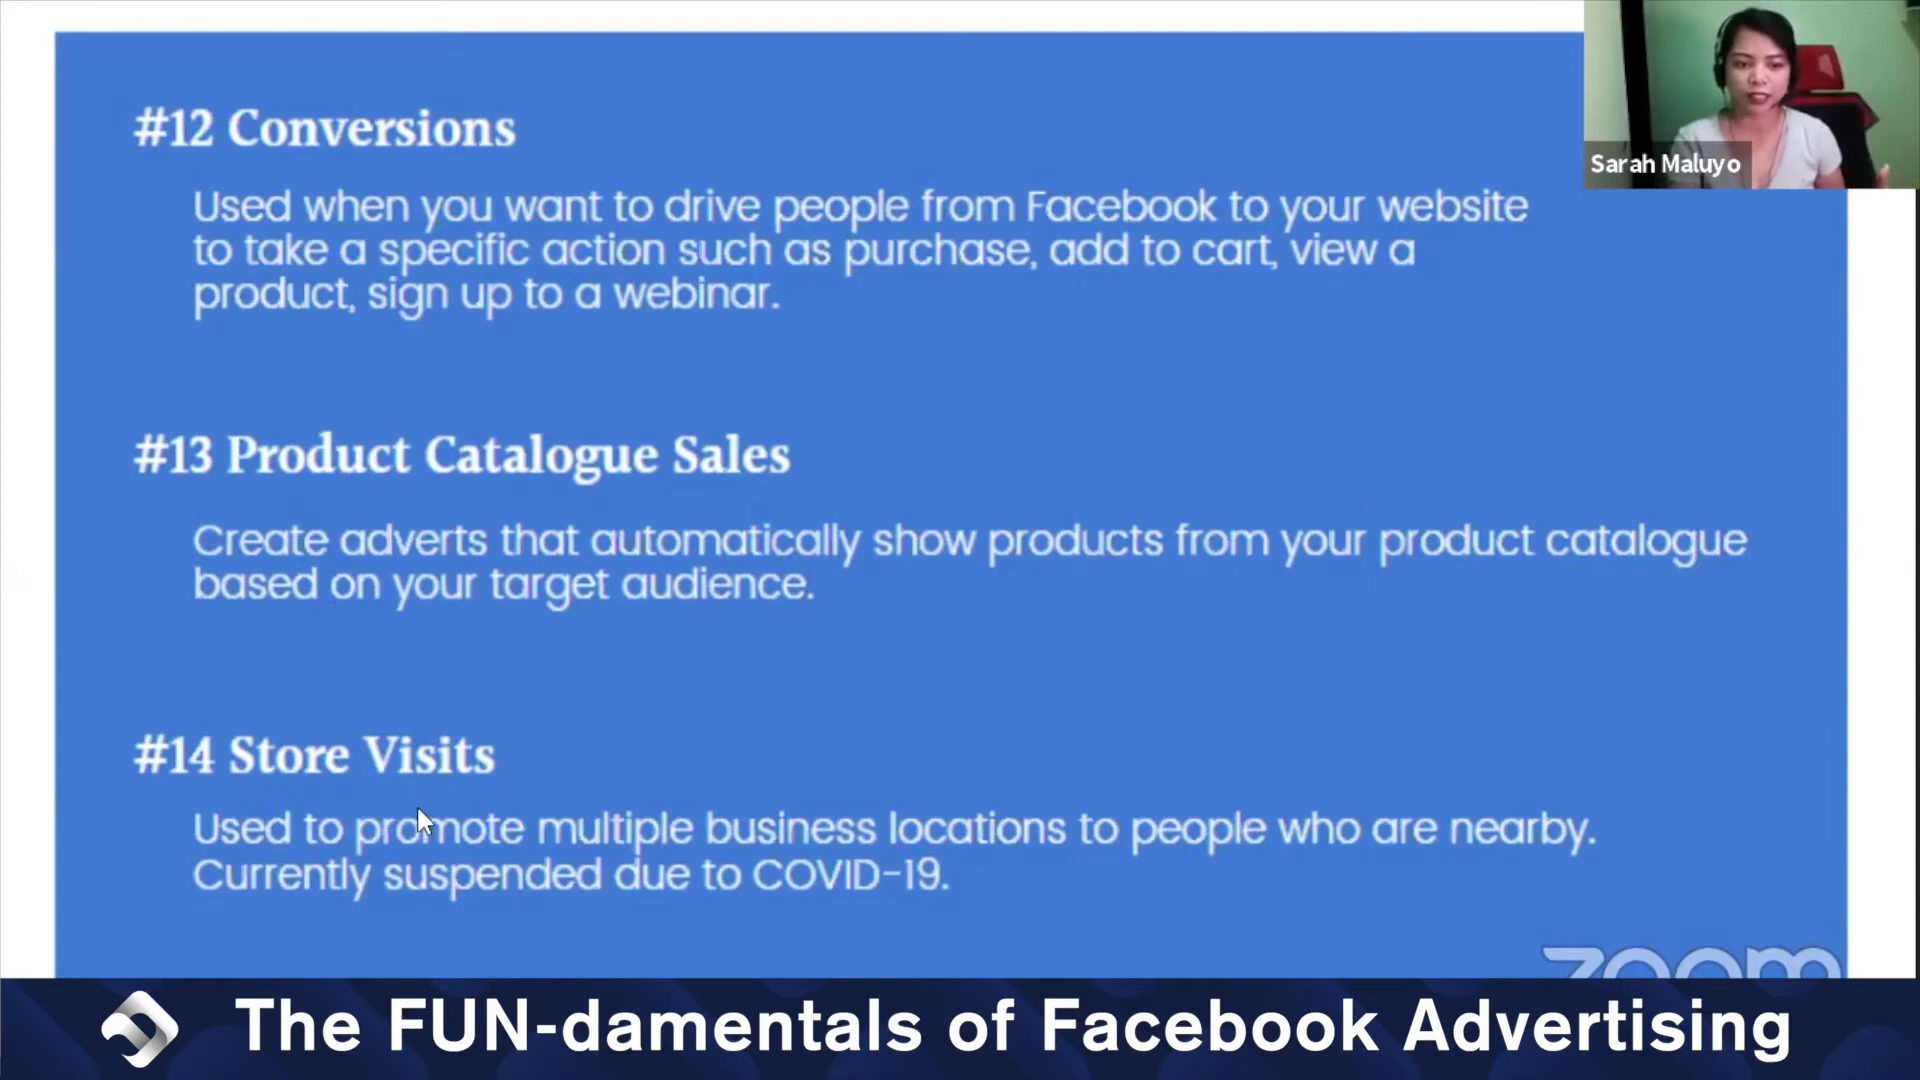 #12 Conversions
Used when you want to drive people from Facebook to your website
to take a specific action such as purchase, add to cart, view a
product, sign up to a webinar.
#13 Product Catalogue Sales
Create adverts that automatically show products from your product catalogue
based on your target audience.
#14 Store Visits
Used to promote multiple business locations to people who are nearby.
Currently suspended due to COVID-19.
Sarah Maluyo
zoom
The FUN-damentals of Facebook Advertising